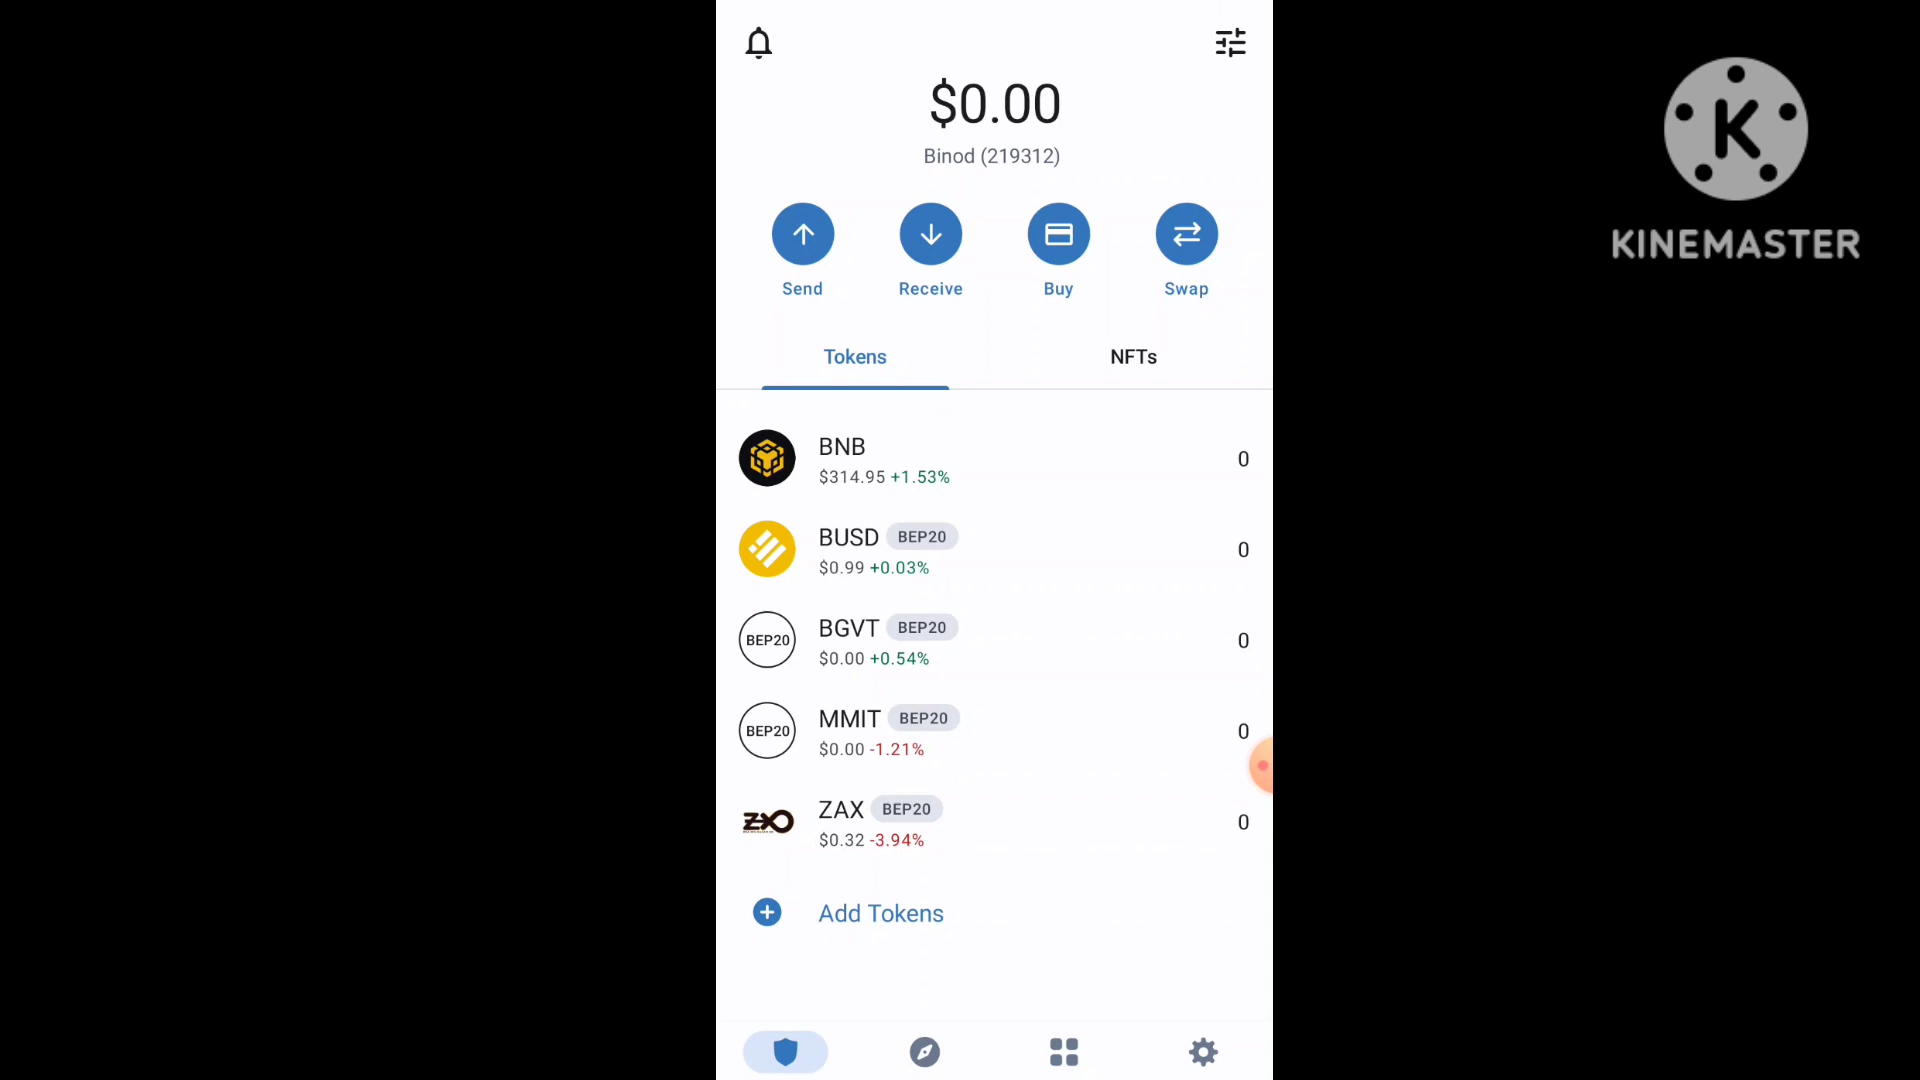 $0.00
Binod (219312)
Send Receive Buy Swap
Tokens NFTs
BNB
$314.95 +1.53%
0
BUSD BEP20
$0.99 +0.03%
0
BEP20
BGVT BEP20
$0.00 +0.54%
0
BEP20
MMIT BEP20
$0.00 -1.21%
0
ZAX BEP20
$0.32 -3.94%
0
Add Tokens
K
KINEMASTER